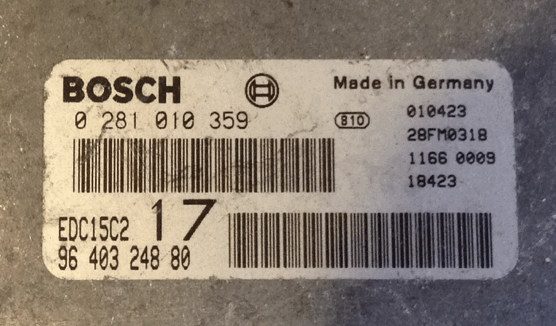 BOSCH
Made in Germany
0 281 010 359
810
010423
28FM0318
1166 0009
18423
EDC15C2
17
96 403 248 80